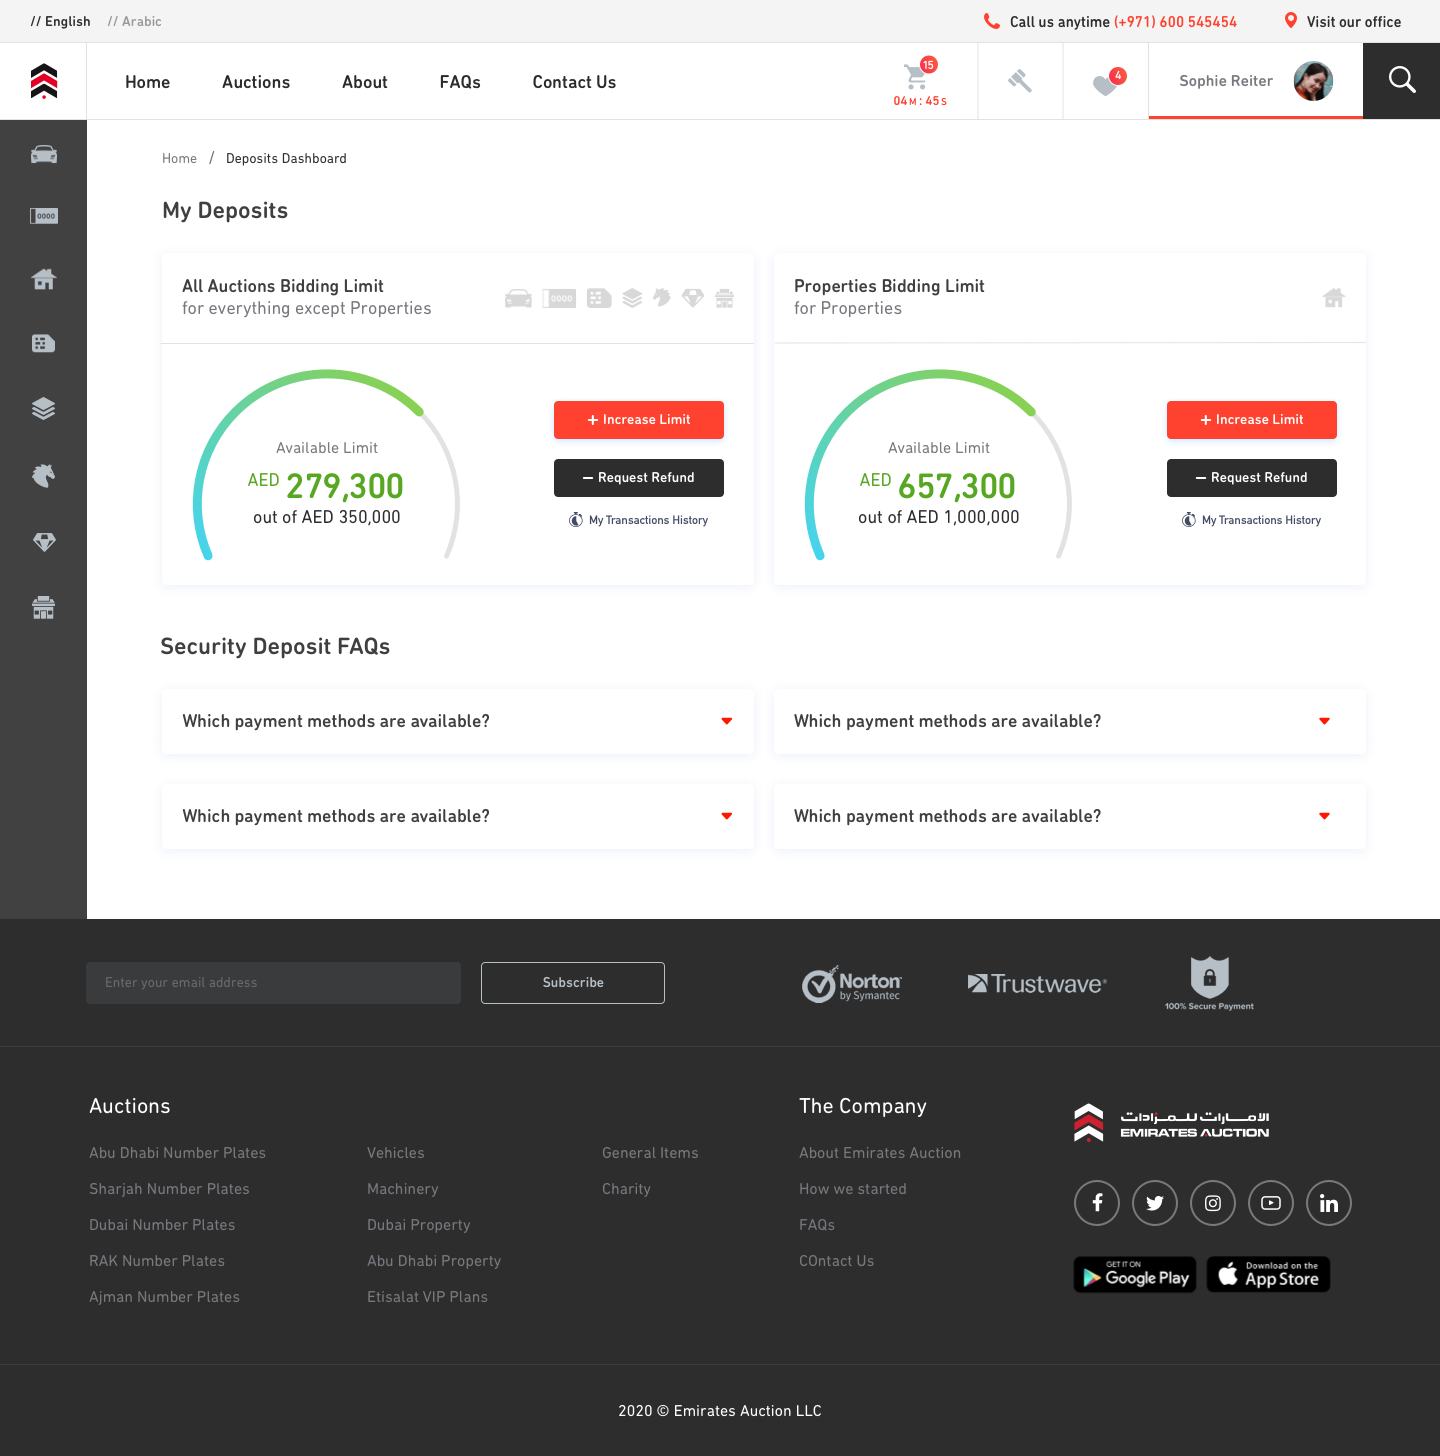 // English // Arabic
Call us anytime (+971) 600 545454
Visit our office
Home Auctions About FAQs Contact Us
15
04M : 45S
4
Sophie Reiter
0000
Home / Deposits Dashboard
My Deposits
All Auctions Bidding Limit
for everything except Properties
0000
Available Limit
AED 279,300
out of AED 350,000
+ Increase Limit
− Request Refund
My Transactions History
Properties Bidding Limit
for Properties
Available Limit
AED 657,300
out of AED 1,000,000
+ Increase Limit
− Request Refund
My Transactions History
Security Deposit FAQs
Which payment methods are available?
Which payment methods are available?
Which payment methods are available?
Which payment methods are available?
Enter your email address
Subscribe
Norton
by Symantec
Trustwave®
100% Secure Payment
Auctions
Abu Dhabi Number Plates
Sharjah Number Plates
Dubai Number Plates
RAK Number Plates
Ajman Number Plates
Vehicles
Machinery
Dubai Property
Abu Dhabi Property
Etisalat VIP Plans
General Items
Charity
The Company
About Emirates Auction
How we started
FAQs
COntact Us
الامارات للمزادات
EMIRATES AUCTION
GET IT ON
Google Play
Download on the
App Store
2020 © Emirates Auction LLC